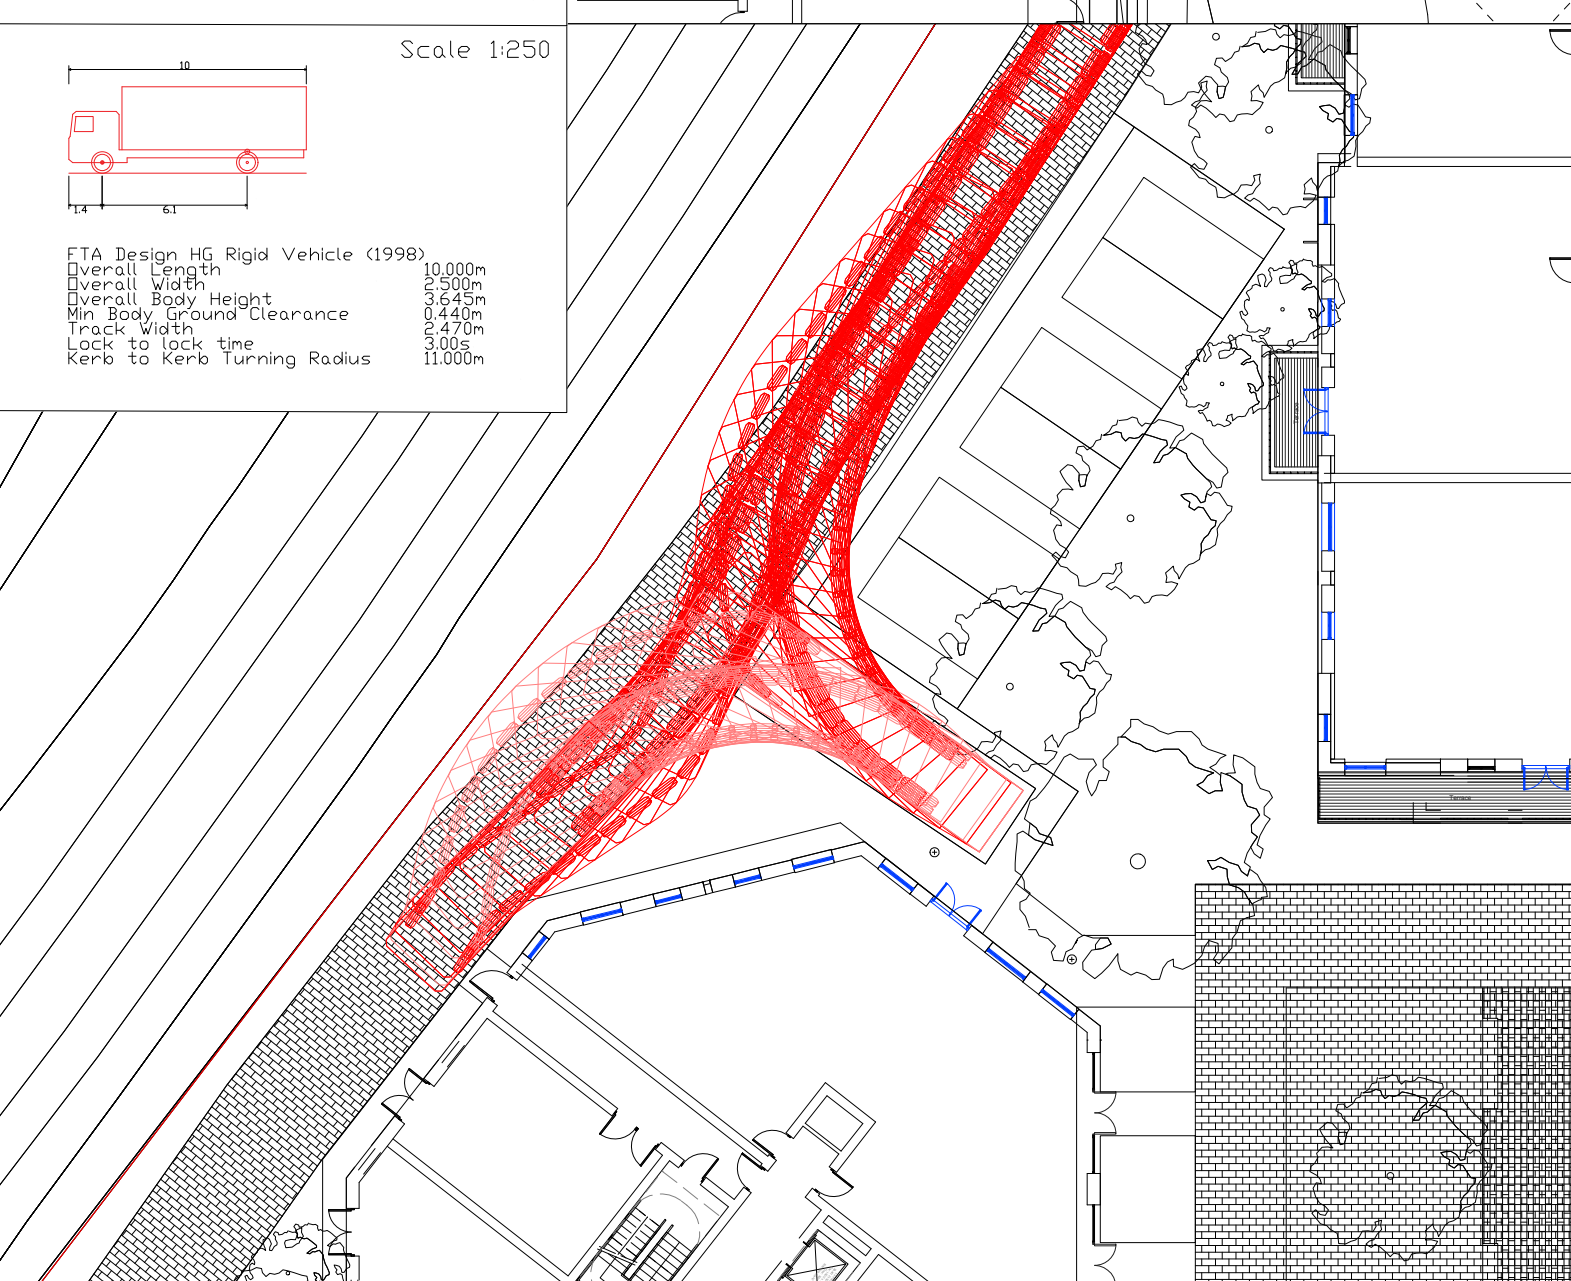 Scale 1:250
10
1.4
6.1
FTA Design HG Rigid Vehicle (1998)
Overall Length 10.000m
Overall Width 2.500m
Overall Body Height 3.645m
Min Body Ground Clearance 0.440m
Track Width 2.470m
Lock to lock time 3.00s
Kerb to Kerb Turning Radius 11.000m
Terrace